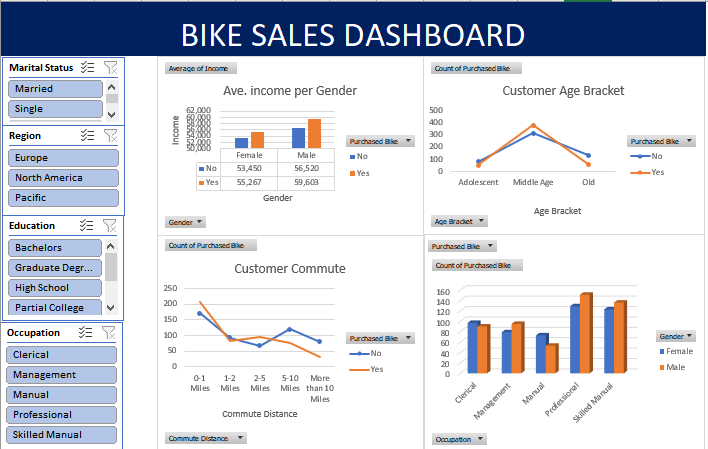 BIKE SALES DASHBOARD
Marital Status
Married
Single
Region
Europe
North America
Pacific
Education
Bachelors
Graduate Degr...
High School
Partial College
Occupation
Clerical
Management
Manual
Professional
Skilled Manual
Average of Income
Ave. income per Gender
Income
62,000
60,000
58,000
56,000
54,000
52,000
50,000
Female Male
No 53,450 56,520
Yes 55,267 59,603
Gender
Purchased Bike
No
Yes
Gender
Count of Purchased Bike
Customer Age Bracket
500
400
300
200
100
0
Adolescent Middle Age Old
Age Bracket
Purchased Bike
No
Yes
Age Bracket
Count of Purchased Bike
Customer Commute
250
200
150
100
50
0
0-1 Miles
1-2 Miles
2-5 Miles
5-10 Miles
More than 10 Miles
Commute Distance
Purchased Bike
No
Yes
Commute Distance
Purchased Bike
Count of Purchased Bike
160
140
120
100
80
60
40
20
0
Clerical
Management
Manual
Professional
Skilled Manual
Gender
Female
Male
Occupation